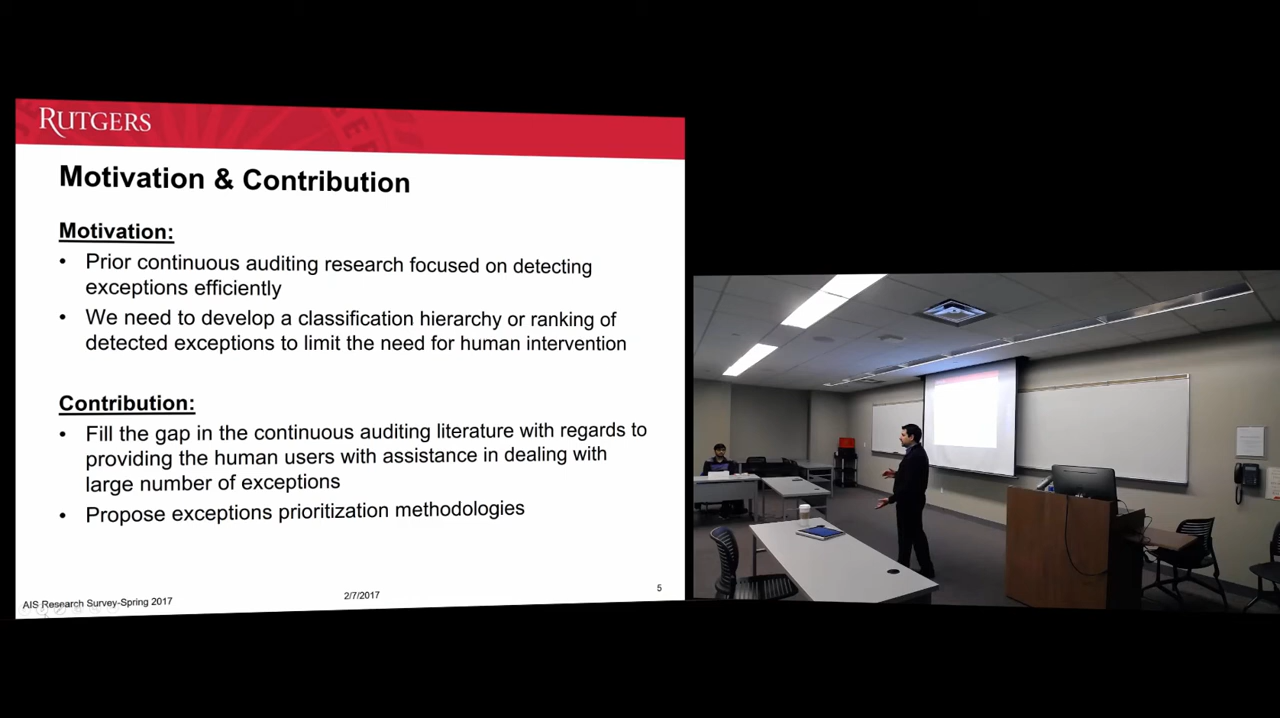 RUTGERS
Motivation & Contribution
Motivation:
• Prior continuous auditing research focused on detecting
exceptions efficiently
• We need to develop a classification hierarchy or ranking of
detected exceptions to limit the need for human intervention
Contribution:
• Fill the gap in the continuous auditing literature with regards to
providing the human users with assistance in dealing with
large number of exceptions
• Propose exceptions prioritization methodologies
AIS Research Survey-Spring 2017
2/7/2017
5